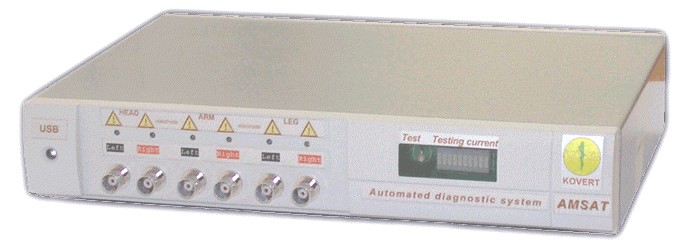 USB
HEAD ARM LEG
electrode electrode
Left Right Left Right Left Right
Test Testing current
Automated diagnostic system
KOVERT
AMSAT